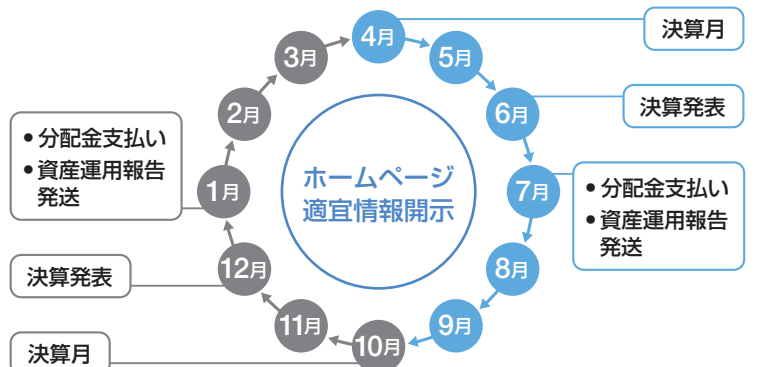 4月
決算月
3月
5月
2月
6月
決算発表
• 分配金支払い
• 資産運用報告
発送
ホームページ
適宜情報開示
1月
7月
• 分配金支払い
• 資産運用報告
発送
12月
8月
決算発表
11月
9月
10月
決算月